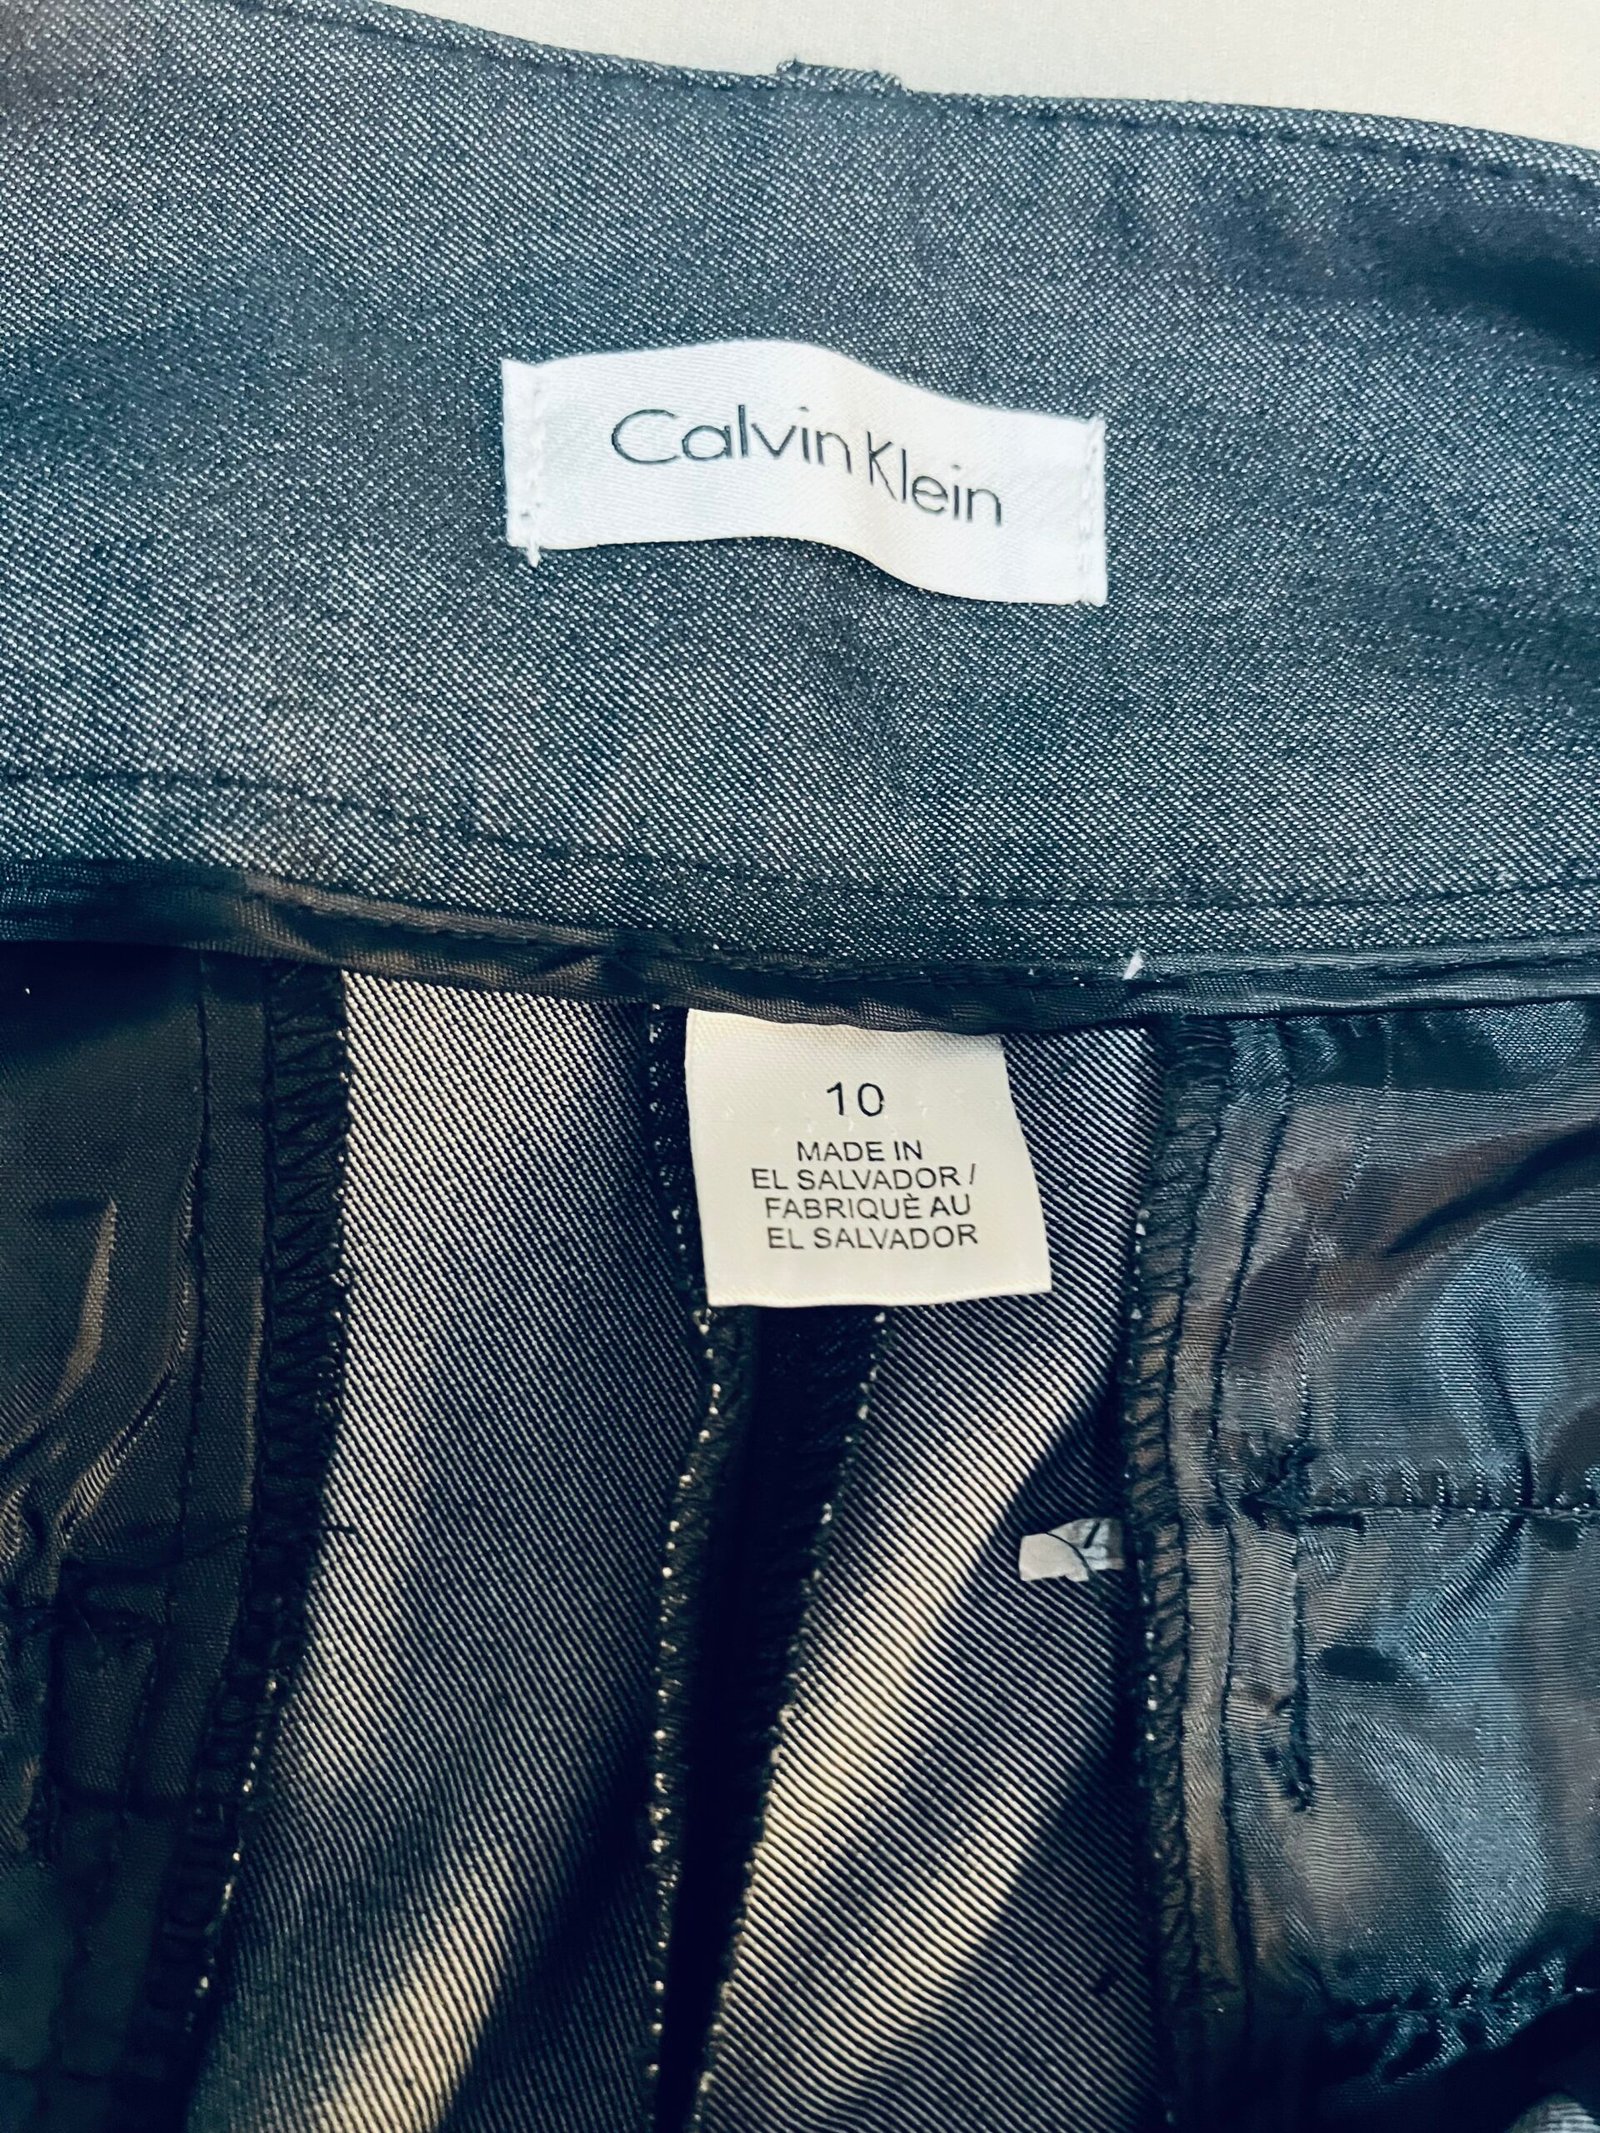 Calvin Klein
10
MADE IN
EL SALVADOR /
FABRIQUÈ AU
EL SALVADOR